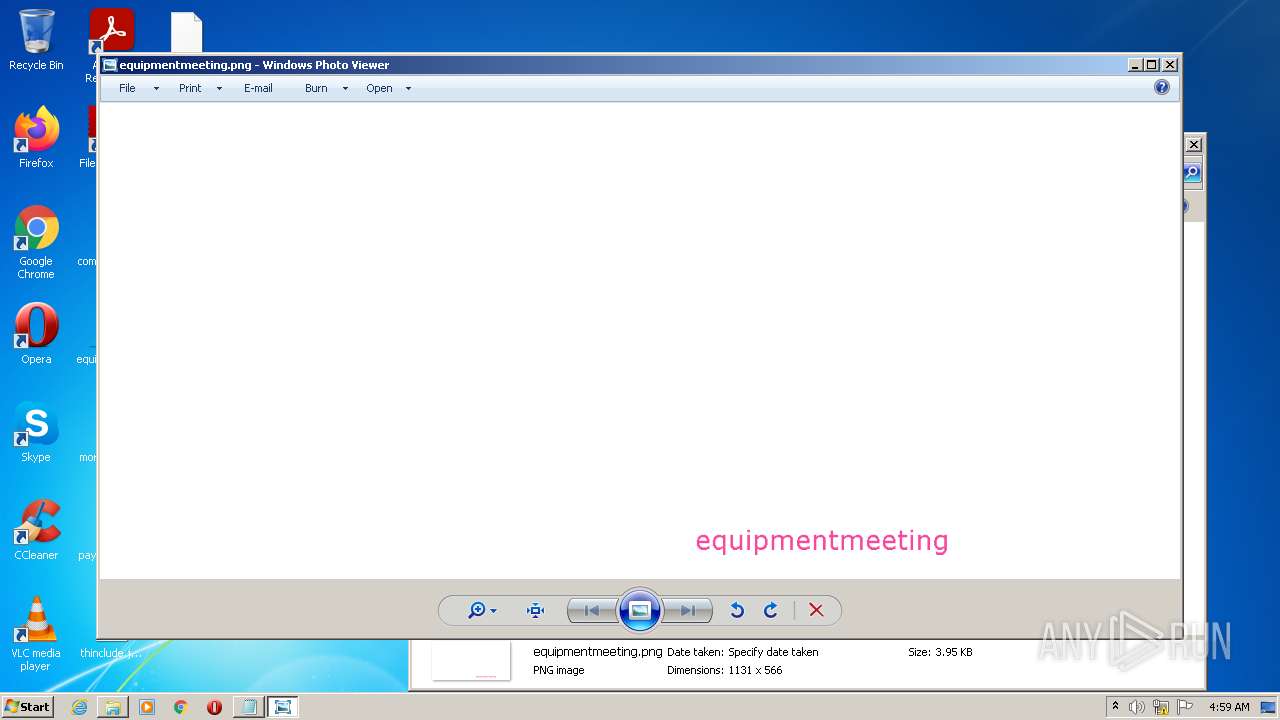 Recycle Bin
equipmentmeeting.png - Windows Photo Viewer
File
Print
E-mail
Burn
Open
Firefox
File
Google
Chrome
com
Opera
equi
Skype
mor
CCleaner
pay
VLC media
player
thinclude.j...
equipmentmeeting
equipmentmeeting.png
PNG image
Date taken: Specify date taken
Dimensions: 1131 x 566
Size: 3.95 KB
ANY RUN
Start
4:59 AM